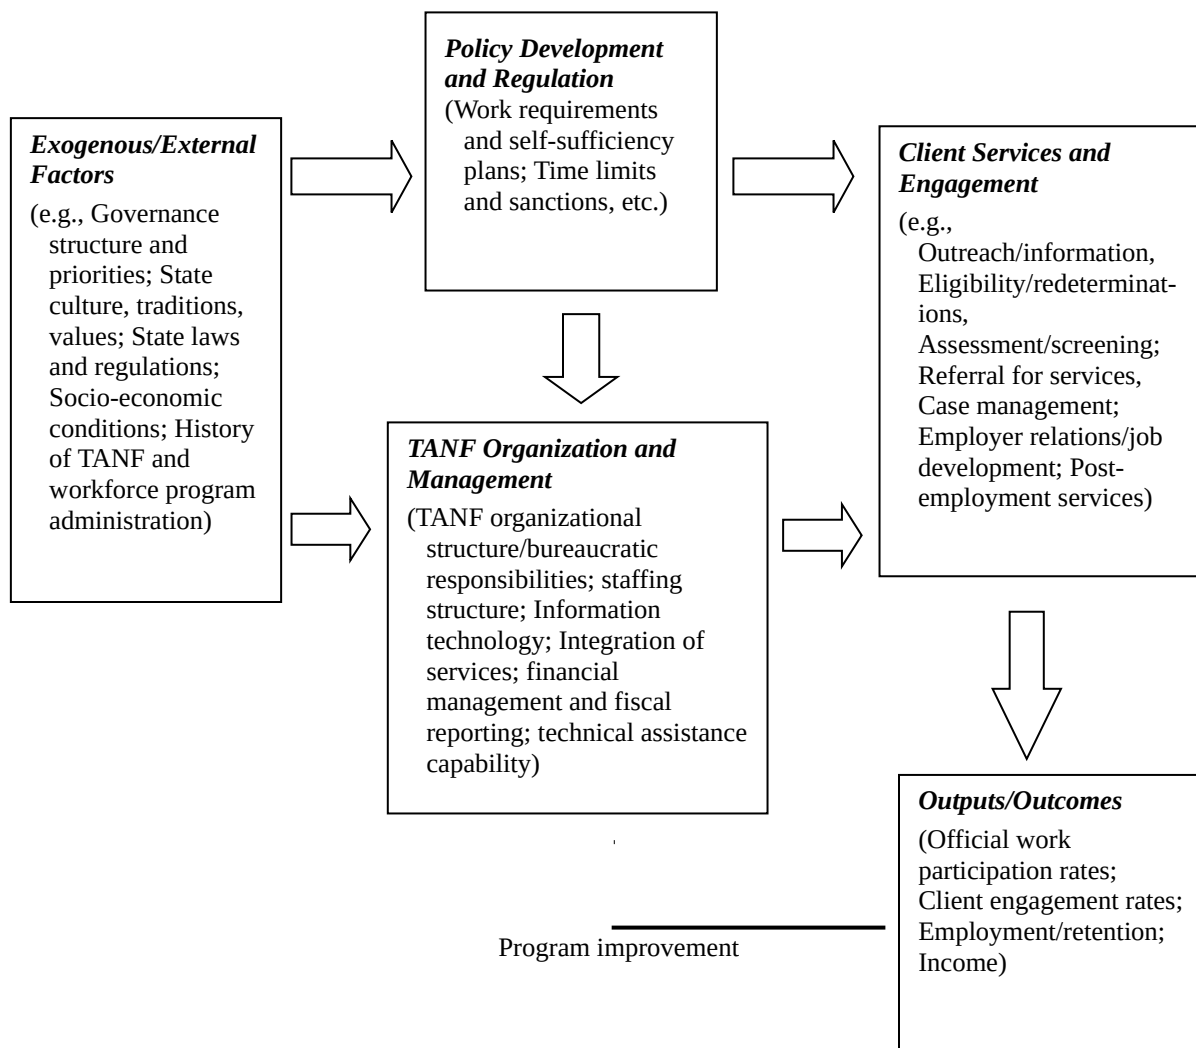 Policy Development
and Regulation
(Work requirements
and self-sufficiency
plans; Time limits
and sanctions, etc.)
Exogenous/External
Factors
(e.g., Governance
structure and
priorities; State
culture, traditions,
values; State laws
and regulations;
Socio-economic
conditions; History
of TANF and
workforce program
administration)
Client Services and
Engagement
(e.g.,
Outreach/information,
Eligibility/redeterminat-
ions,
Assessment/screening;
Referral for services,
Case management;
Employer relations/job
development; Post-
employment services)
TANF Organization and
Management
(TANF organizational
structure/bureaucratic
responsibilities; staffing
structure; Information
technology; Integration of
services; financial
management and fiscal
reporting; technical assistance
capability)
Outputs/Outcomes
(Official work
participation rates;
Client engagement rates;
Employment/retention;
Income)
Program improvement